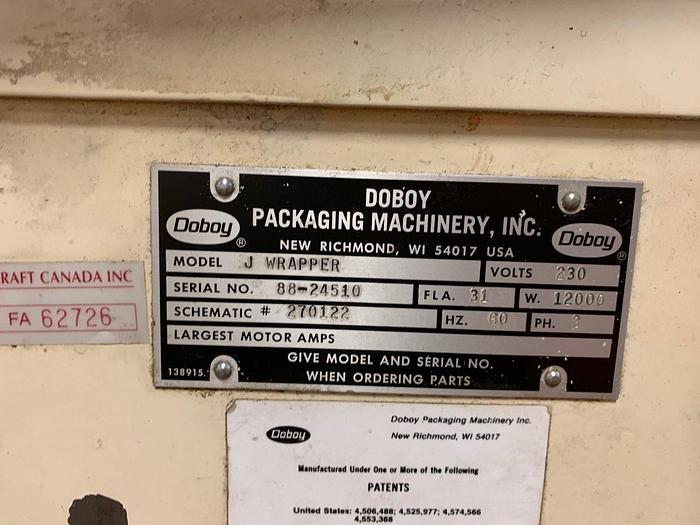 DOBOY
PACKAGING MACHINERY, INC.
Doboy ®
Doboy ®
NEW RICHMOND, WI 54017 USA
MODEL J WRAPPER
VOLTS 230
SERIAL NO. 88-24510
FLA. 31
W. 12000
SCHEMATIC # 270122
HZ. 60
PH.
LARGEST MOTOR AMPS
GIVE MODEL AND SERIAL NO.
WHEN ORDERING PARTS
138915.
RAFT CANADA INC
FA 62726
Doboy
Doboy Packaging Machinery Inc.
New Richmond, WI 54017
Manufactured Under One or More of the Following
PATENTS
United States: 4,506,488; 4,525,977; 4,574,566
4,553,368